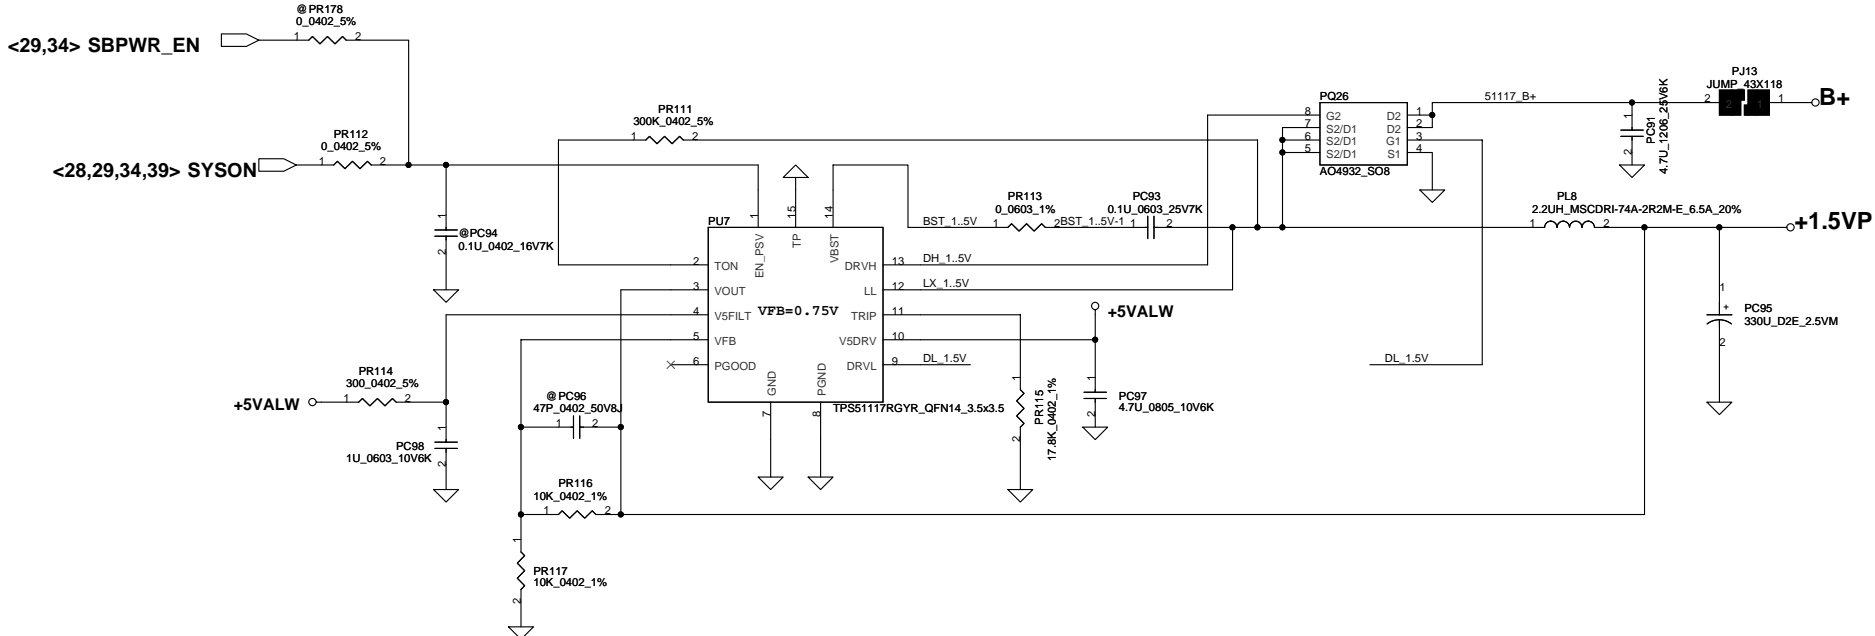 @PR178
0_0402_5%
1 2
<29,34> SBPWR_EN
PR112
0_0402_5%
1 2
<28,29,34,39> SYSON
PR111
300K_0402_5%
1 2
1
@PC94
0.1U_0402_16V7K
2
PU7
1
EN_PSV
15
TP
14
VBST
2 TON
3 VOUT
4 V5FILT
5 VFB
6 PGOOD
VFB=0.75V
DRVH 13 DH_1..5V
LL 12 LX_1..5V
TRIP 11
V5DRV 10
DRVL 9 DL_1.5V
GND
7
PGND
8
TPS51117RGYR_QFN14_3.5x3.5
BST_1..5V
PR113
0_0603_1%
1 2
BST_1..5V-1
PC93
0.1U_0603_25V7K
1 2
PQ26
8 G2
7 S2/D1
6 S2/D1
5 S2/D1
D2 1
D2 2
G1 3
S1 4
AO4932_SO8
51117_B+
1
PC91
4.7U_1206_25V6K
2
PJ13
JUMP_43X118
2 2 1 1
B+
PL8
2.2UH_MSCDRI-74A-2R2M-E_6.5A_20%
1 2
+1.5VP
1
+
PC95
330U_D2E_2.5VM
2
DL_1.5V
+5VALW
1
PC97
4.7U_0805_10V6K
2
1
PR115
17.8K_0402_1%
2
PR114
300_0402_5%
+5VALW
1 2
1
PC98
1U_0603_10V6K
2
@PC96
47P_0402_50V8J
1 2
PR116
10K_0402_1%
1 2
1
PR117
10K_0402_1%
2